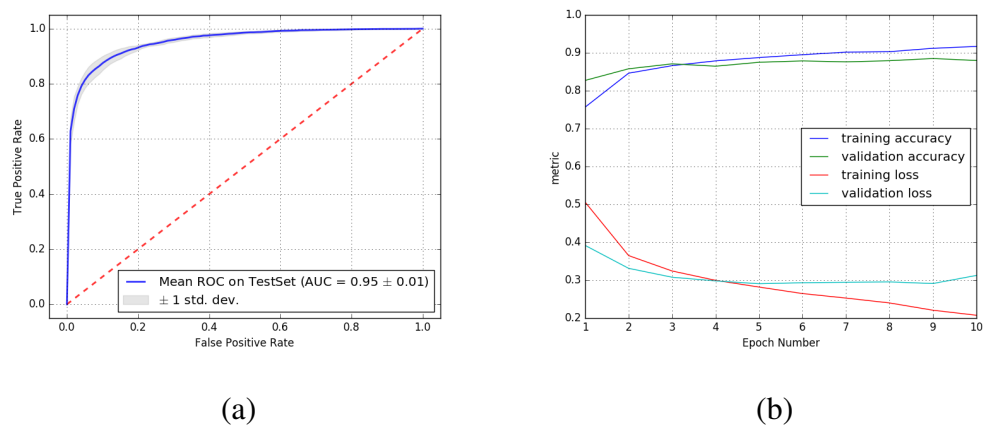 1.0
0.8
0.6
0.4
0.2
0.0
True Positive Rate
0.0 0.2 0.4 0.6 0.8 1.0
False Positive Rate
Mean ROC on TestSet (AUC = 0.95 ± 0.01)
± 1 std. dev.
(a)
1.0
0.9
0.8
0.7
0.6
0.5
0.4
0.3
0.2
metric
1 2 3 4 5 6 7 8 9 10
Epoch Number
training accuracy
validation accuracy
training loss
validation loss
(b)